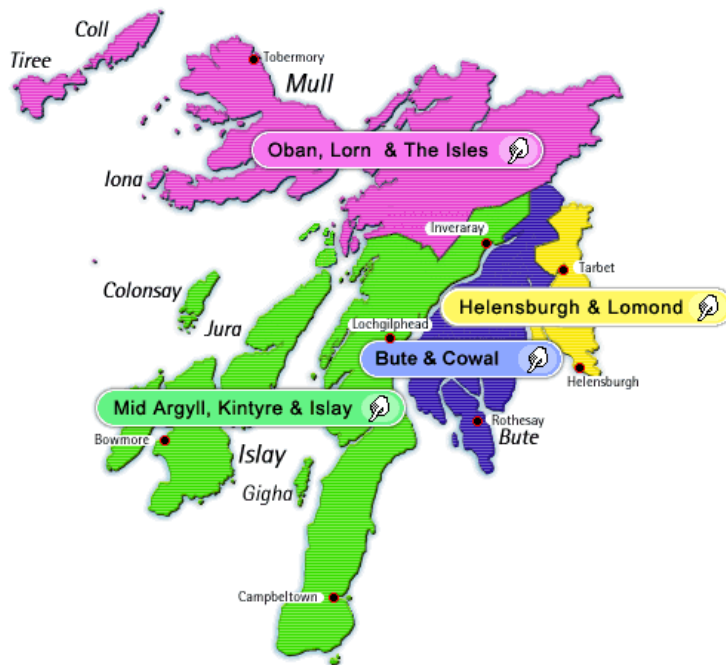 Coll
Tiree
Tobermory
Mull
Oban, Lorn & The Isles
Iona
Inveraray
Tarbet
Colonsay
Helensburgh & Lomond
Jura
Lochgilphead
Bute & Cowal
Helensburgh
Mid Argyll, Kintyre & Islay
Rothesay
Bowmore
Bute
Islay
Gigha
Campbeltown